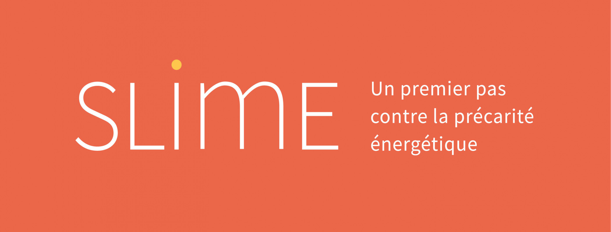 SLimE
Un premier pas
contre la précarité
énergétique